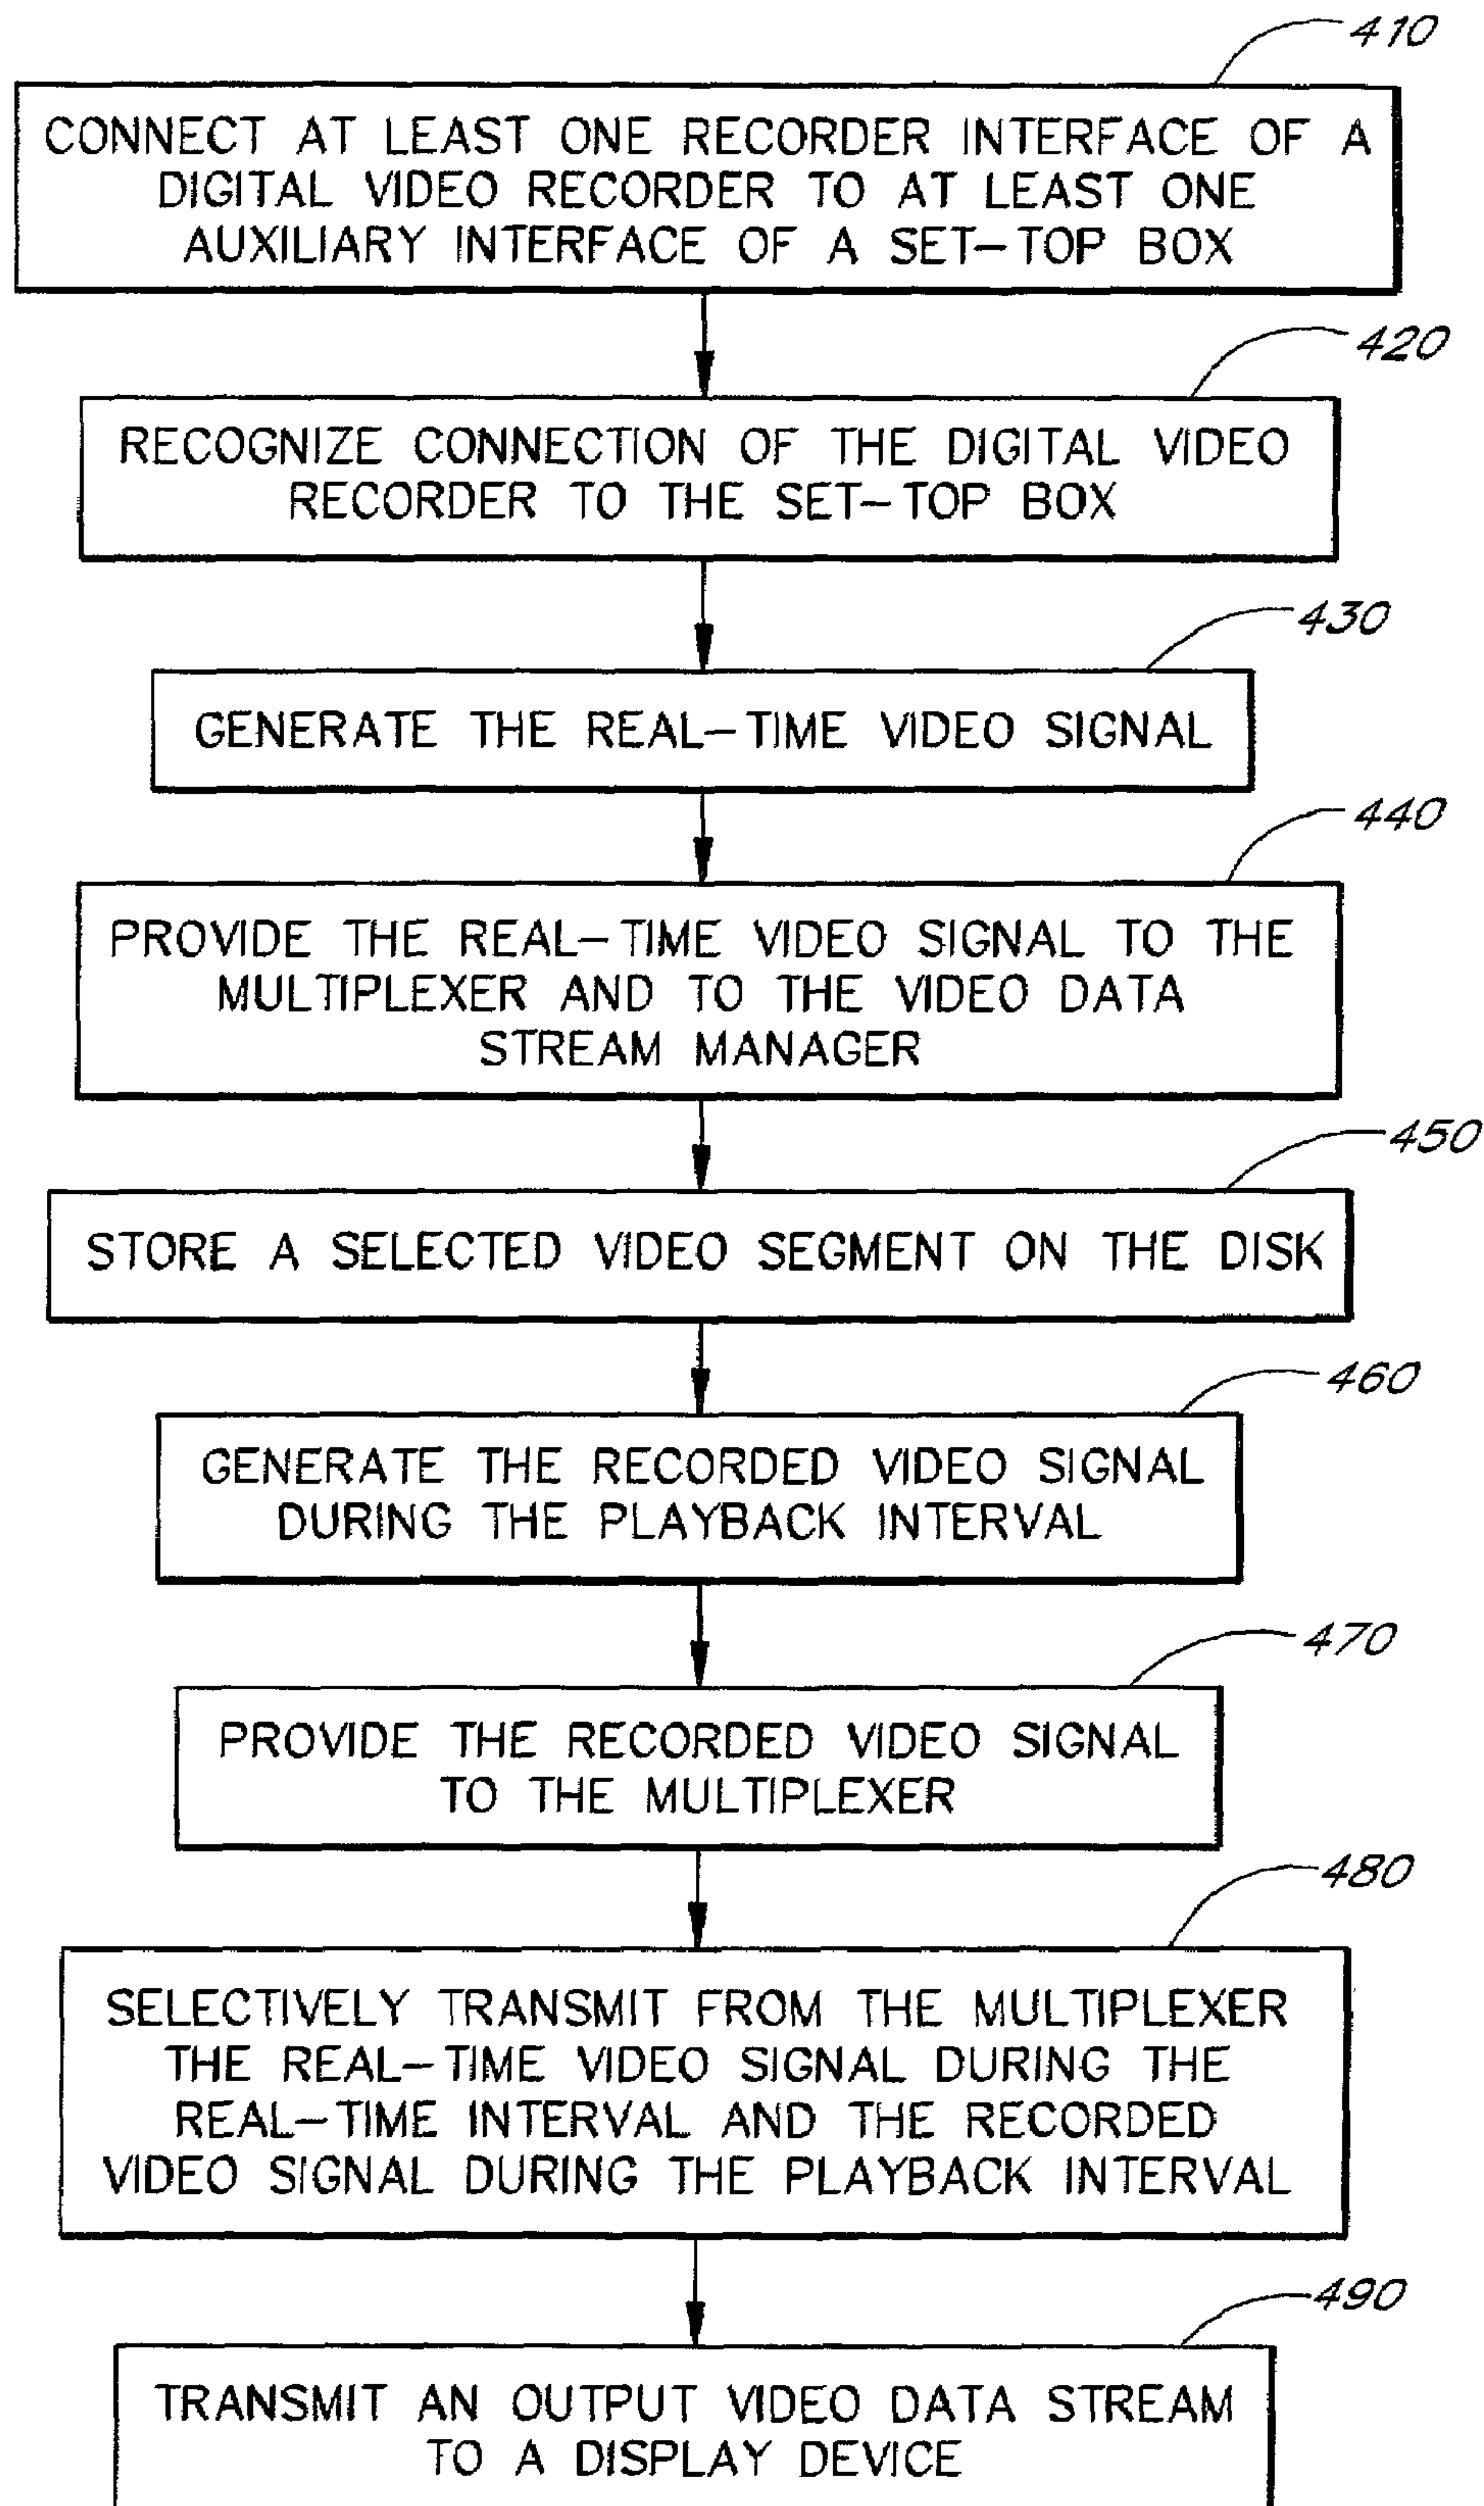 410
CONNECT AT LEAST ONE RECORDER INTERFACE OF A
DIGITAL VIDEO RECORDER TO AT LEAST ONE
AUXILIARY INTERFACE OF A SET-TOP BOX
420
RECOGNIZE CONNECTION OF THE DIGITAL VIDEO
RECORDER TO THE SET-TOP BOX
430
GENERATE THE REAL-TIME VIDEO SIGNAL
440
PROVIDE THE REAL-TIME VIDEO SIGNAL TO THE
MULTIPLEXER AND TO THE VIDEO DATA
STREAM MANAGER
450
STORE A SELECTED VIDEO SEGMENT ON THE DISK
460
GENERATE THE RECORDED VIDEO SIGNAL
DURING THE PLAYBACK INTERVAL
470
PROVIDE THE RECORDED VIDEO SIGNAL
TO THE MULTIPLEXER
480
SELECTIVELY TRANSMIT FROM THE MULTIPLEXER
THE REAL-TIME VIDEO SIGNAL DURING THE
REAL-TIME INTERVAL AND THE RECORDED
VIDEO SIGNAL DURING THE PLAYBACK INTERVAL
490
TRANSMIT AN OUTPUT VIDEO DATA STREAM
TO A DISPLAY DEVICE